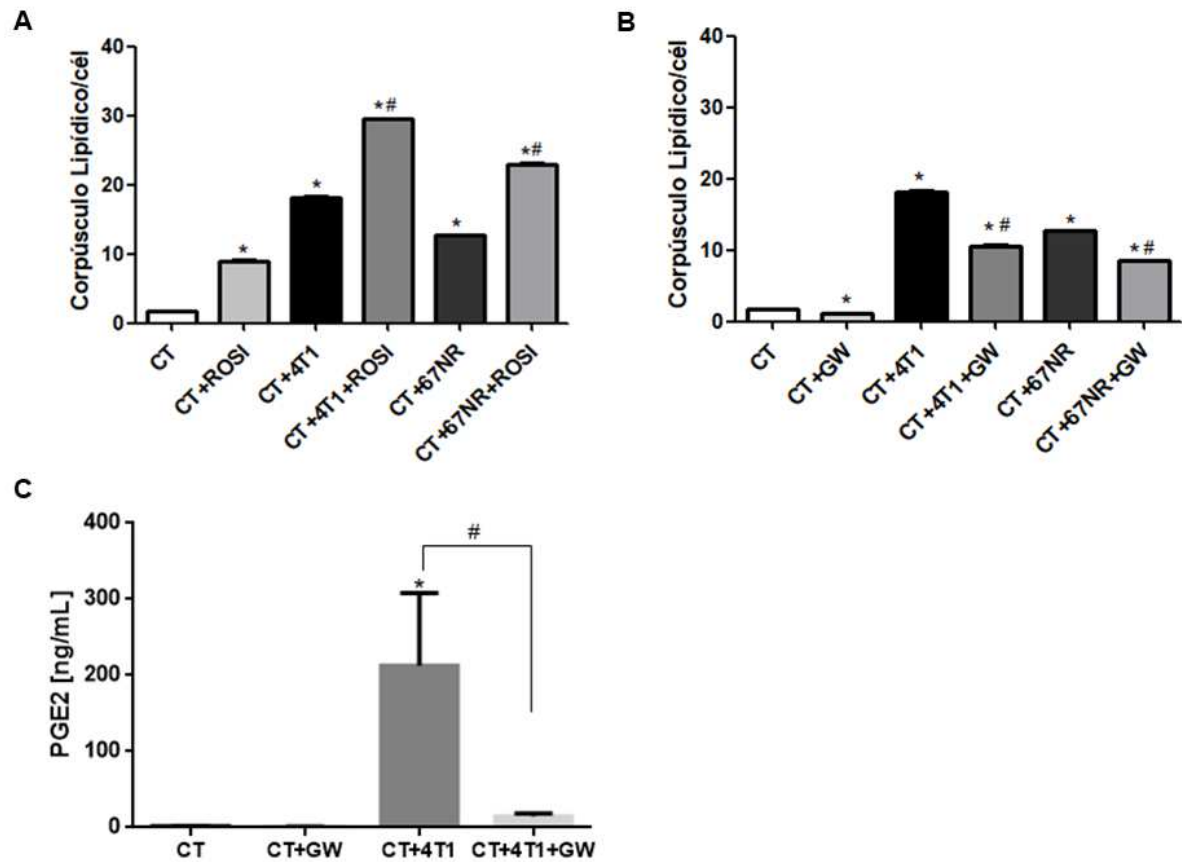 A
Corpúsculo Lipídico/cél
40
30
20
10
0
*
*
*#
*
*#
CT
CT+ROSI
CT+4T1
CT+4T1+ROSI
CT+67NR
CT+67NR+ROSI
B
Corpúsculo Lipídico/cél
40
30
20
10
0
*
*
* #
*
* #
CT
CT+GW
CT+4T1
CT+4T1+GW
CT+67NR
CT+67NR+GW
C
PGE2 [ng/mL]
400
300
200
100
0
#
*
CT
CT+GW
CT+4T1
CT+4T1+GW